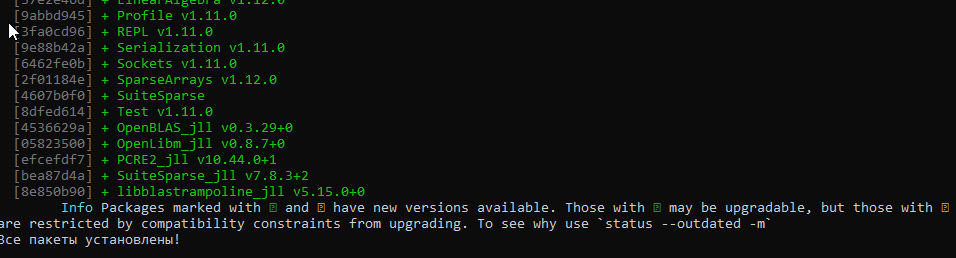 [37e2e46d] + LinearAlgebra v1.12.0
[9abbd945] + Profile v1.11.0
[3fa0cd96] + REPL v1.11.0
[9e88b42a] + Serialization v1.11.0
[6462fe0b] + Sockets v1.11.0
[2f01184e] + SparseArrays v1.12.0
[4607b0f0] + SuiteSparse
[8dfed614] + Test v1.11.0
[4536629a] + OpenBLAS_jll v0.3.29+0
[05823500] + OpenLibm_jll v0.8.7+0
[efcefdf7] + PCRE2_jll v10.44.0+1
[bea87d4a] + SuiteSparse_jll v7.8.3+2
[8e850b90] + libblastrampoline_jll v5.15.0+0
Info Packages marked with ⍰ and ⍰ have new versions available. Those with ⍰ may be upgradable, but those with ⍰
are restricted by compatibility constraints from upgrading. To see why use `status --outdated -m`
Все пакеты установлены!